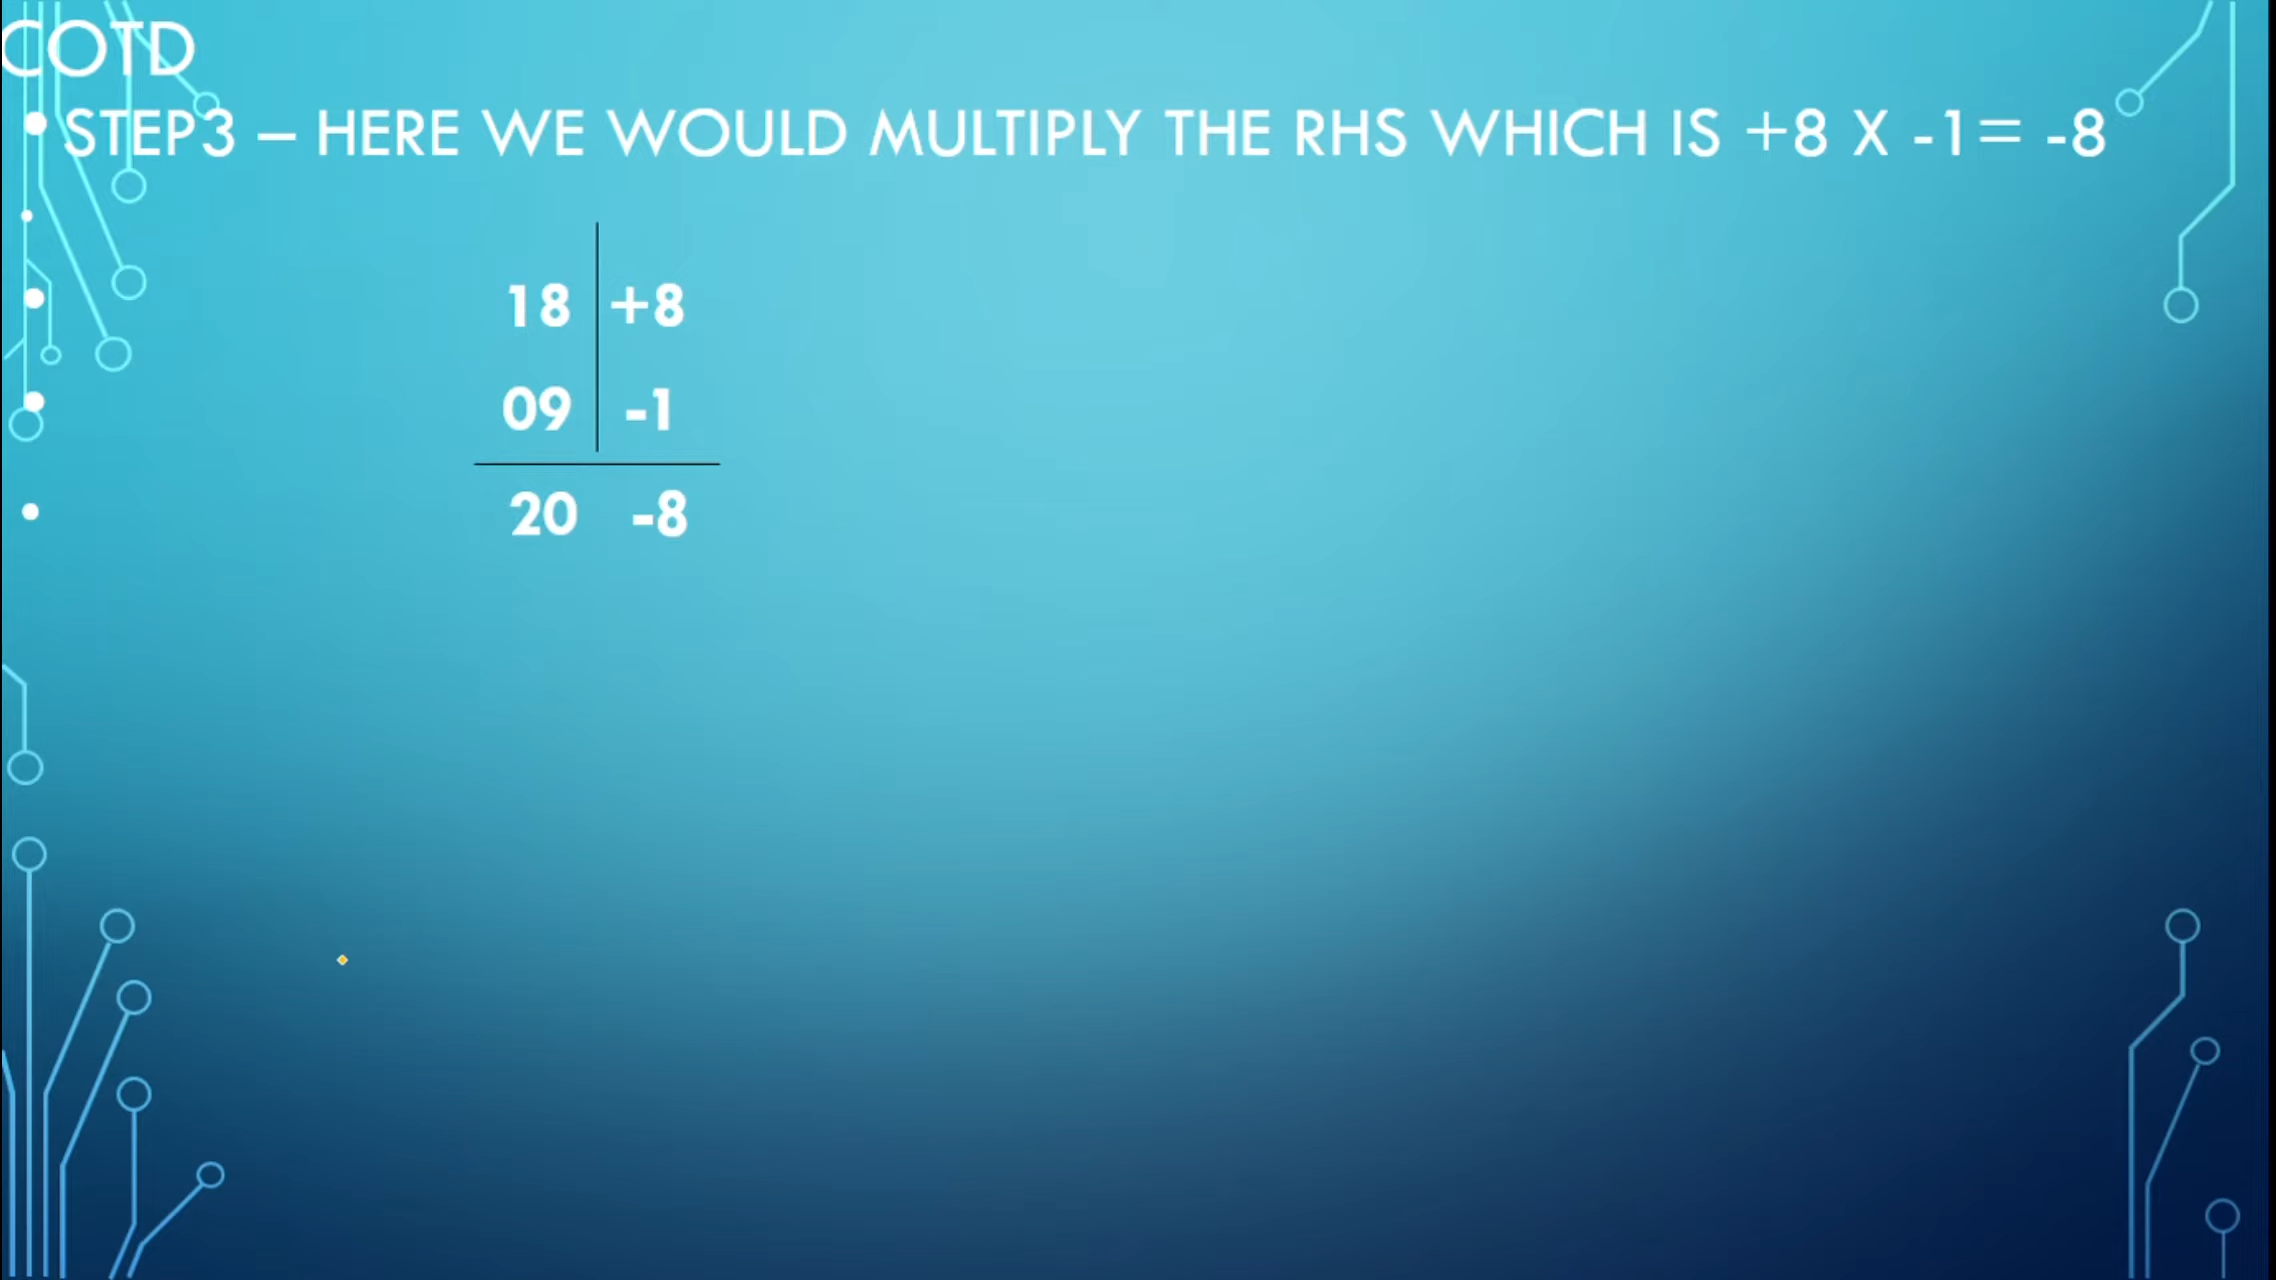 COTD
STEP3 – HERE WE WOULD MULTIPLY THE RHS WHICH IS +8 X -1= -8
18 +8
09 -1
20 -8